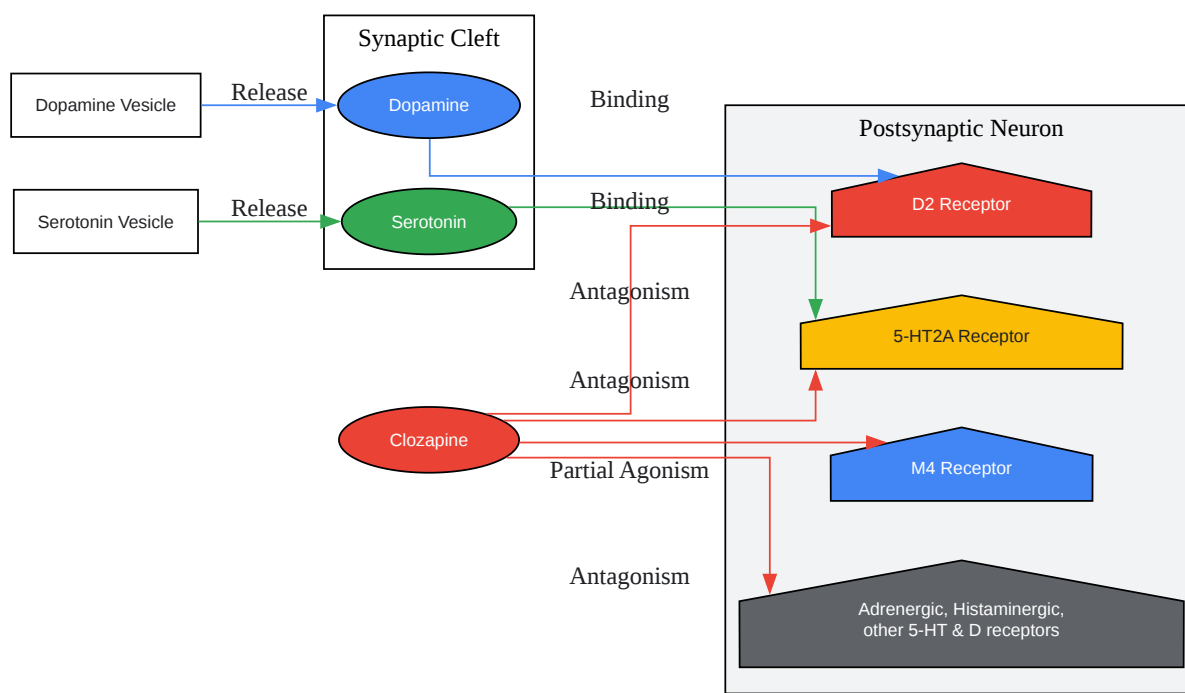 Synaptic Cleft
Dopamine Vesicle
Release
Dopamine
Binding
Postsynaptic Neuron
Serotonin Vesicle
Release
Serotonin
Binding
D2 Receptor
Antagonism
5-HT2A Receptor
Antagonism
Clozapine
Partial Agonism
M4 Receptor
Antagonism
Adrenergic, Histaminergic,
other 5-HT & D receptors